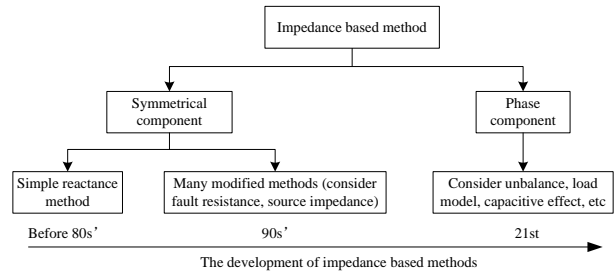 Impedance based method
Symmetrical
component
Phase
component
Simple reactance
method
Many modified methods (consider
fault resistance, source impedance)
Consider unbalance, load
model, capacitive effect, etc
Before 80s’
90s’
21st
The development of impedance based methods